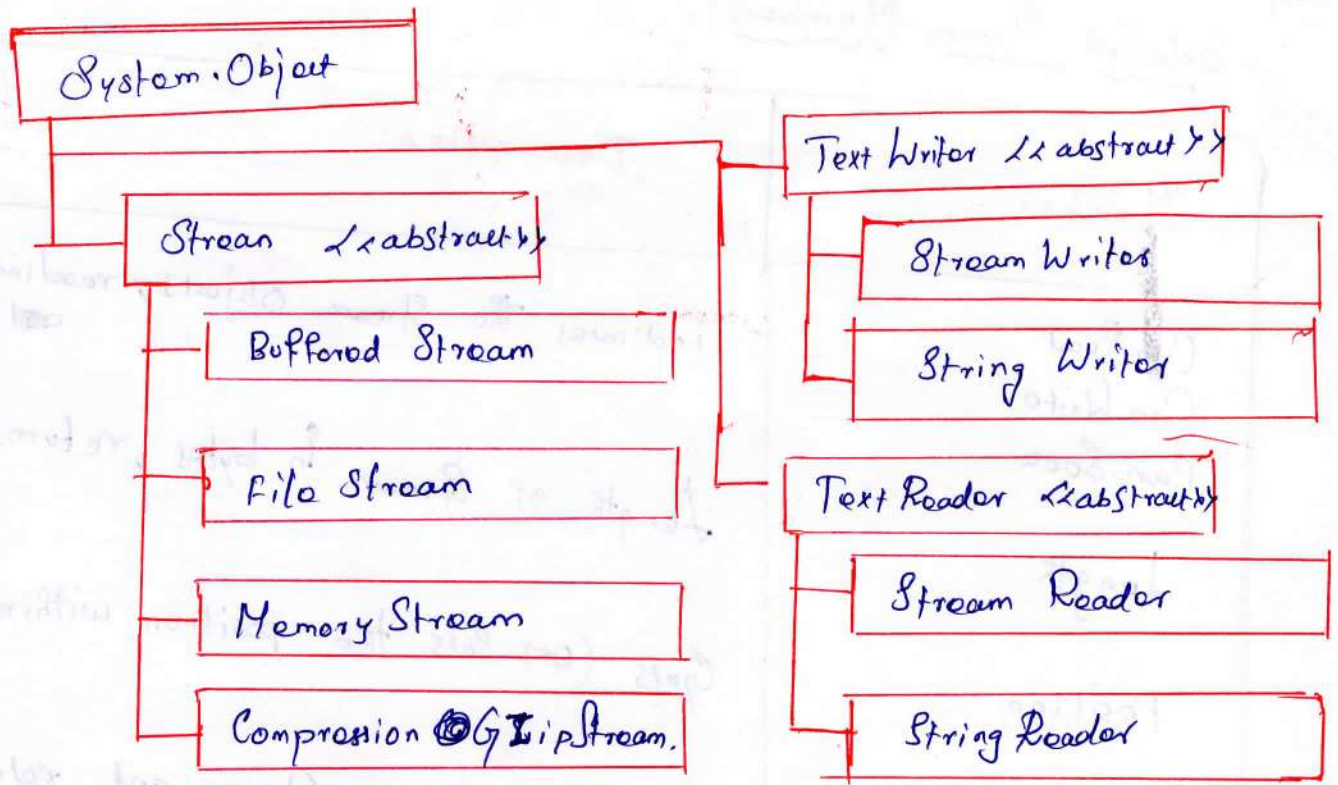 System.Object
Stream <<abstract>>
Buffered Stream
File Stream
Memory Stream
Compression GZipStream.
Text Writer <<abstract>>
Stream Writer
String Writer
Text Reader <<abstract>>
Stream Reader
String Reader